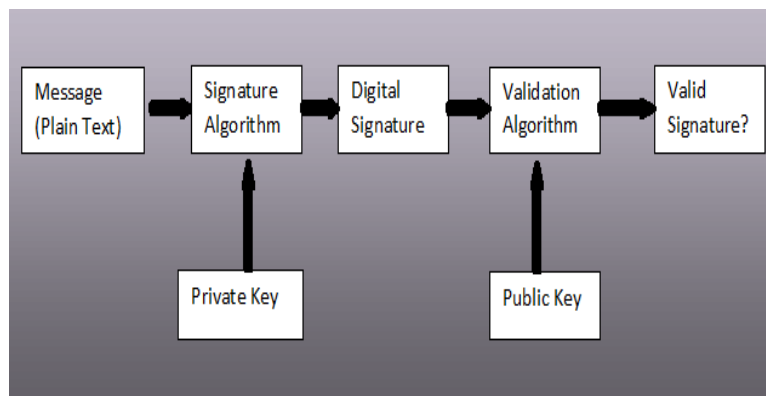 Message
(Plain Text)
Signature
Algorithm
Digital
Signature
Validation
Algorithm
Valid
Signature?
Private Key
Public Key